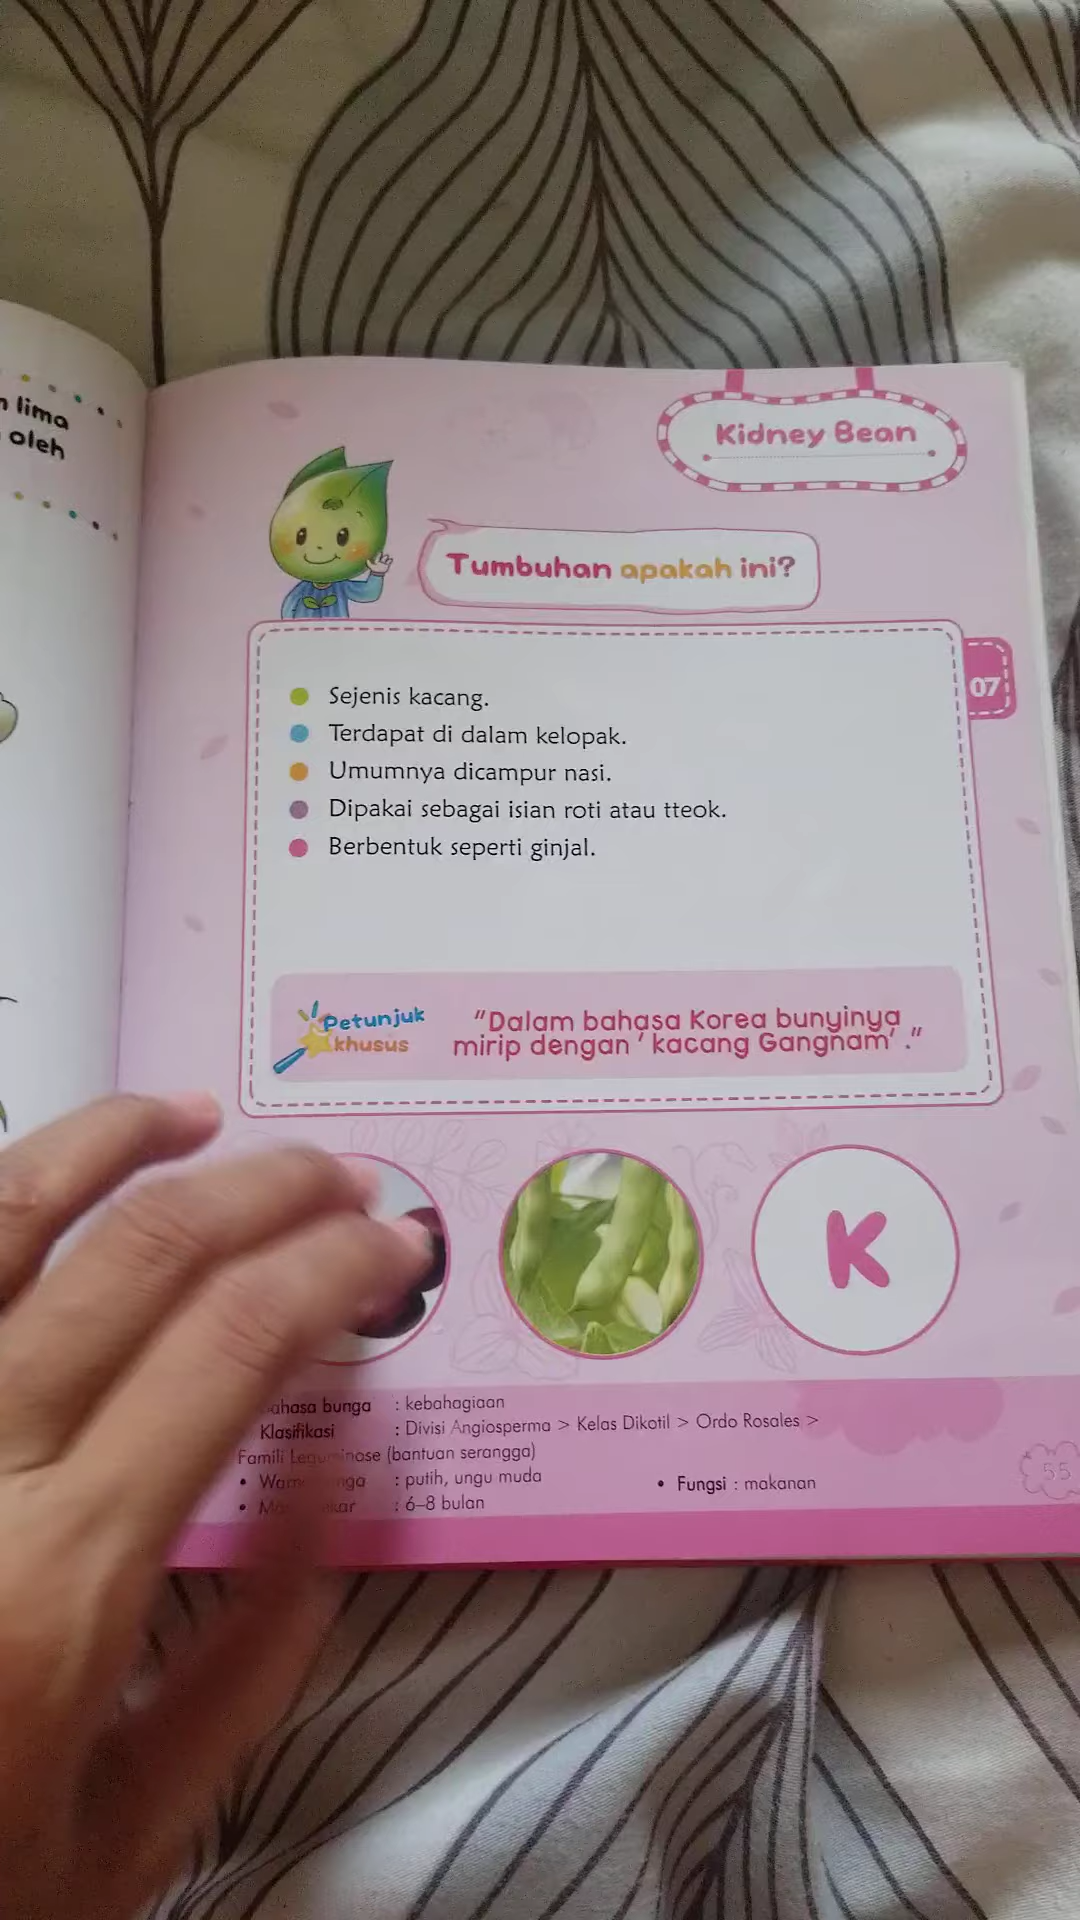 lima
oleh
Kidney Bean
Tumbuhan apakah ini?
07
Sejenis kacang.
Terdapat di dalam kelopak.
Umumnya dicampur nasi.
Dipakai sebagai isian roti atau tteok.
Berbentuk seperti ginjal.
Petunjuk
khusus
"Dalam bahasa Korea bunyinya
mirip dengan ' kacang Gangnam' ."
K
bunga : kebahagiaan
Klasifikasi : Divisi Angiosperma > Kelas Dikotil > Ordo Rosales >
Famili Leguminose (bantuan serangga)
: putih, ungu muda
• Fungsi : makanan
: 6–8 bulan
55